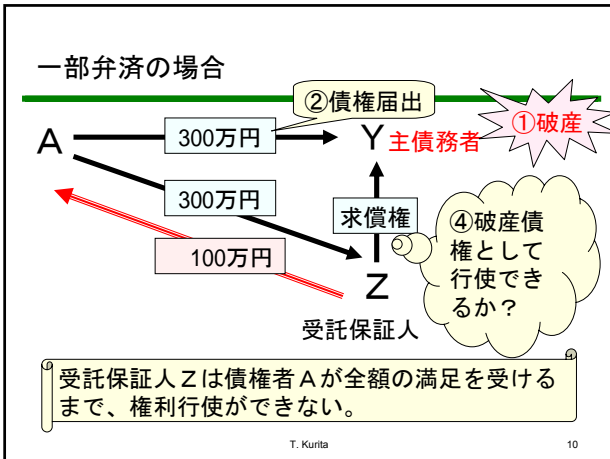 一部弁済の場合
②債権届出
①破産
A
300万円
Y
主債務者
300万円
求償権
100万円
④破産債
権として
行使でき
るか？
Z
受託保証人
受託保証人Zは債権者Aが全額の満足を受ける
まで、権利行使ができない。
T. Kurita
10